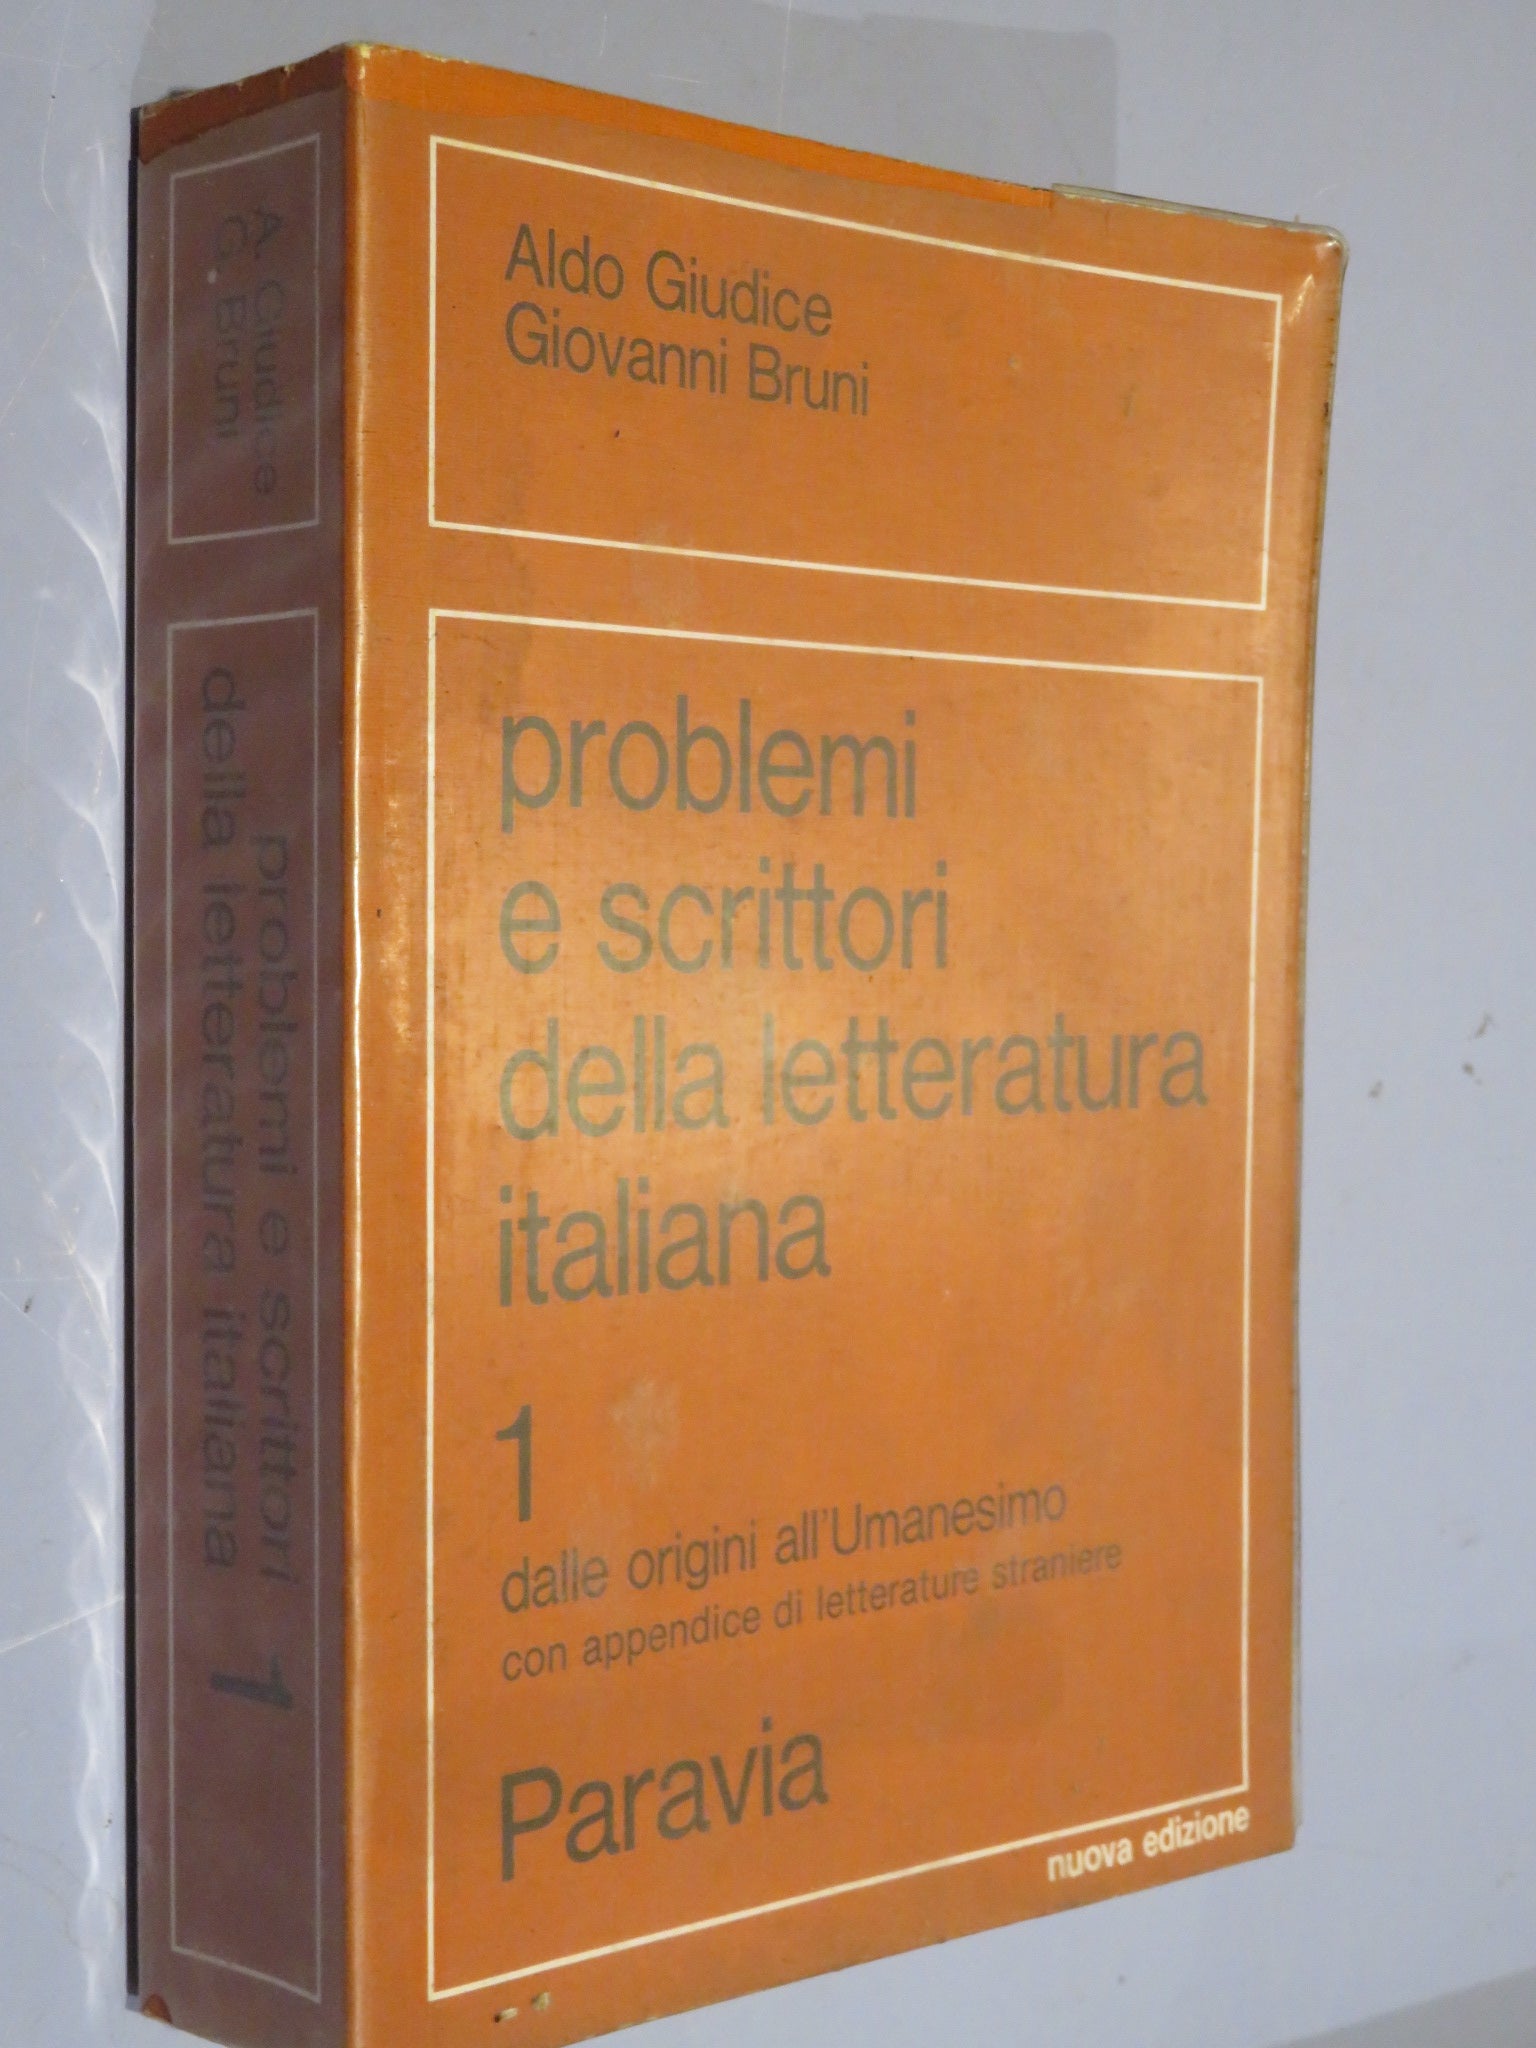 A. Giudice
G. Bruni
problemi e scrittori
della letteratura italiana
1
Aldo Giudice
Giovanni Bruni
problemi
e scrittori
della letteratura
italiana
1
dalle origini all'Umanesimo
con appendice di letterature straniere
Paravia
nuova edizione